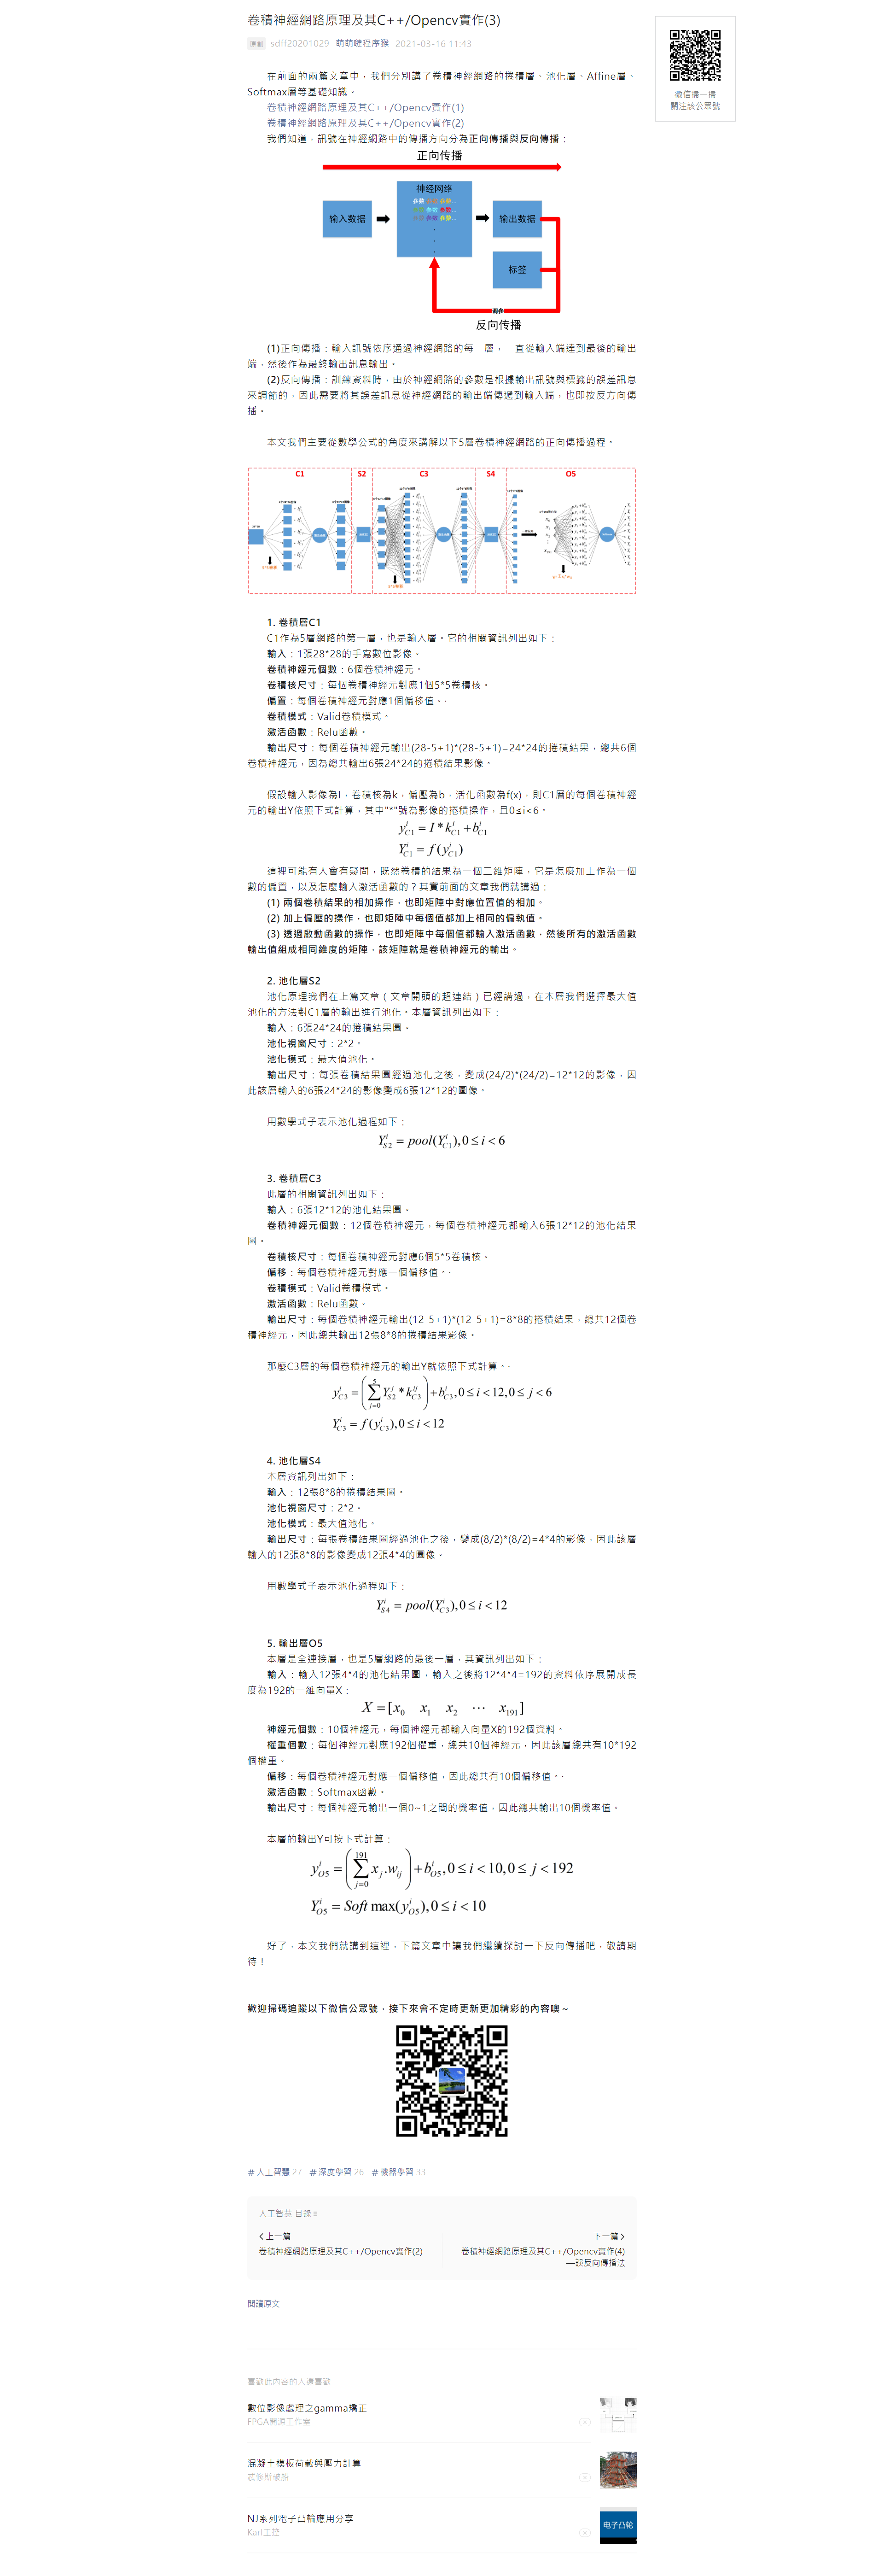 卷積神經網路原理及其C++/Opencv實作(3)
原創 sdff20201029 萌萌噠程序猴 2021-03-16 11:43
微信掃一掃
關注該公眾號
在前面的兩篇文章中，我們分別講了卷積神經網路的捲積層、池化層、Affine層、
Softmax層等基礎知識。
卷積神經網路原理及其C++/Opencv實作(1)
卷積神經網路原理及其C++/Opencv實作(2)
我們知道，訊號在神經網路中的傳播方向分為正向傳播與反向傳播：
正向传播
神经网络
参数 参数 参数...
参数 参数 参数...
参数 参数 参数...
输入数据
输出数据
标签
调参
反向传播
(1)正向傳播：輸入訊號依序通過神經網路的每一層，一直從輸入端達到最後的輸出
端，然後作為最終輸出訊息輸出。
(2)反向傳播：訓練資料時，由於神經網路的參數是根據輸出訊號與標籤的誤差訊息
來調節的，因此需要將其誤差訊息從神經網路的輸出端傳遞到輸入端，也即按反方向傳
播。
本文我們主要從數學公式的角度來講解以下5層卷積神經網路的正向傳播過程。
C1 S2 C3 S4 O5
1. 卷積層C1
C1作為5層網路的第一層，也是輸入層。它的相關資訊列出如下：
輸入：1張28*28的手寫數位影像。
卷積神經元個數：6個卷積神經元。
卷積核尺寸：每個卷積神經元對應1個5*5卷積核。
偏置：每個卷積神經元對應1個偏移值。.
卷積模式：Valid卷積模式。
激活函數：Relu函數。
輸出尺寸：每個卷積神經元輸出(28-5+1)*(28-5+1)=24*24的捲積結果，總共6個
卷積神經元，因為總共輸出6張24*24的捲積結果影像。
假設輸入影像為I，卷積核為k，偏壓為b，活化函數為f(x)，則C1層的每個卷積神經
元的輸出Y依照下式計算，其中"*"號為影像的捲積操作，且0≤i<6。
y_{C1}^i = I * k_{C1}^i + b_{C1}^i
Y_{C1}^i = f(y_{C1}^i)
這裡可能有人會有疑問，既然卷積的結果為一個二維矩陣，它是怎麼加上作為一個
數的偏置，以及怎麼輸入激活函數的？其實前面的文章我們就講過：
(1) 兩個卷積結果的相加操作，也即矩陣中對應位置值的相加。
(2) 加上偏壓的操作，也即矩陣中每個值都加上相同的偏執值。
(3) 透過啟動函數的操作，也即矩陣中每個值都輸入激活函數，然後所有的激活函數
輸出值組成相同維度的矩陣，該矩陣就是卷積神經元的輸出。
2. 池化層S2
池化原理我們在上篇文章（文章開頭的超連結）已經講過，在本層我們選擇最大值
池化的方法對C1層的輸出進行池化。本層資訊列出如下：
輸入：6張24*24的捲積結果圖。
池化視窗尺寸：2*2。
池化模式：最大值池化。
輸出尺寸：每張卷積結果圖經過池化之後，變成(24/2)*(24/2)=12*12的影像，因
此該層輸入的6張24*24的影像變成6張12*12的圖像。
用數學式子表示池化過程如下：
Y_{S2}^i = pool(Y_{C1}^i), 0 ≤ i < 6
3. 卷積層C3
此層的相關資訊列出如下：
輸入：6張12*12的池化結果圖。
卷積神經元個數：12個卷積神經元，每個卷積神經元都輸入6張12*12的池化結果
圖。
卷積核尺寸：每個卷積神經元對應6個5*5卷積核。
偏移：每個卷積神經元對應一個偏移值。.
卷積模式：Valid卷積模式。
激活函數：Relu函數。
輸出尺寸：每個卷積神經元輸出(12-5+1)*(12-5+1)=8*8的捲積結果，總共12個卷
積神經元，因此總共輸出12張8*8的捲積結果影像。
那麼C3層的每個卷積神經元的輸出Y就依照下式計算。.
y_{C3}^i = (∑_{j=0}^5 Y_{S2}^j * k_{C3}^{ij}) + b_{C3}^i, 0 ≤ i < 12, 0 ≤ j < 6
Y_{C3}^i = f(y_{C3}^i), 0 ≤ i < 12
4. 池化層S4
本層資訊列出如下：
輸入：12張8*8的捲積結果圖。
池化視窗尺寸：2*2。
池化模式：最大值池化。
輸出尺寸：每張卷積結果圖經過池化之後，變成(8/2)*(8/2)=4*4的影像，因此該層
輸入的12張8*8的影像變成12張4*4的圖像。
用數學式子表示池化過程如下：
Y_{S4}^i = pool(Y_{C3}^i), 0 ≤ i < 12
5. 輸出層O5
本層是全連接層，也是5層網路的最後一層，其資訊列出如下：
輸入：輸入12張4*4的池化結果圖，輸入之後將12*4*4=192的資料依序展開成長
度為192的一維向量X：
X = [x_0 x_1 x_2 ⋯ x_{191}]
神經元個數：10個神經元，每個神經元都輸入向量X的192個資料。
權重個數：每個神經元對應192個權重，總共10個神經元，因此該層總共有10*192
個權重。
偏移：每個卷積神經元對應一個偏移值，因此總共有10個偏移值。.
激活函數：Softmax函數。
輸出尺寸：每個神經元輸出一個0~1之間的機率值，因此總共輸出10個機率值。
本層的輸出Y可按下式計算：
y_{O5}^i = (∑_{j=0}^{191} x_j.w_{ij}) + b_{O5}^i, 0 ≤ i < 10, 0 ≤ j < 192
Y_{O5}^i = Soft max(y_{O5}^i), 0 ≤ i < 10
好了，本文我們就講到這裡，下篇文章中讓我們繼續探討一下反向傳播吧，敬請期
待！
歡迎掃碼追蹤以下微信公眾號，接下來會不定時更新更加精彩的內容噢～
# 人工智慧 27 # 深度學習 26 # 機器學習 33
人工智慧 目錄
< 上一篇
卷積神經網路原理及其C++/Opencv實作(2)
下一篇 >
卷積神經網路原理及其C++/Opencv實作(4)
—誤反向傳播法
閱讀原文
喜歡此內容的人還喜歡
數位影像處理之gamma矯正
FPGA開源工作室
混凝土模板荷載與壓力計算
忒修斯破船
NJ系列電子凸輪應用分享
Karl工控
电子凸轮